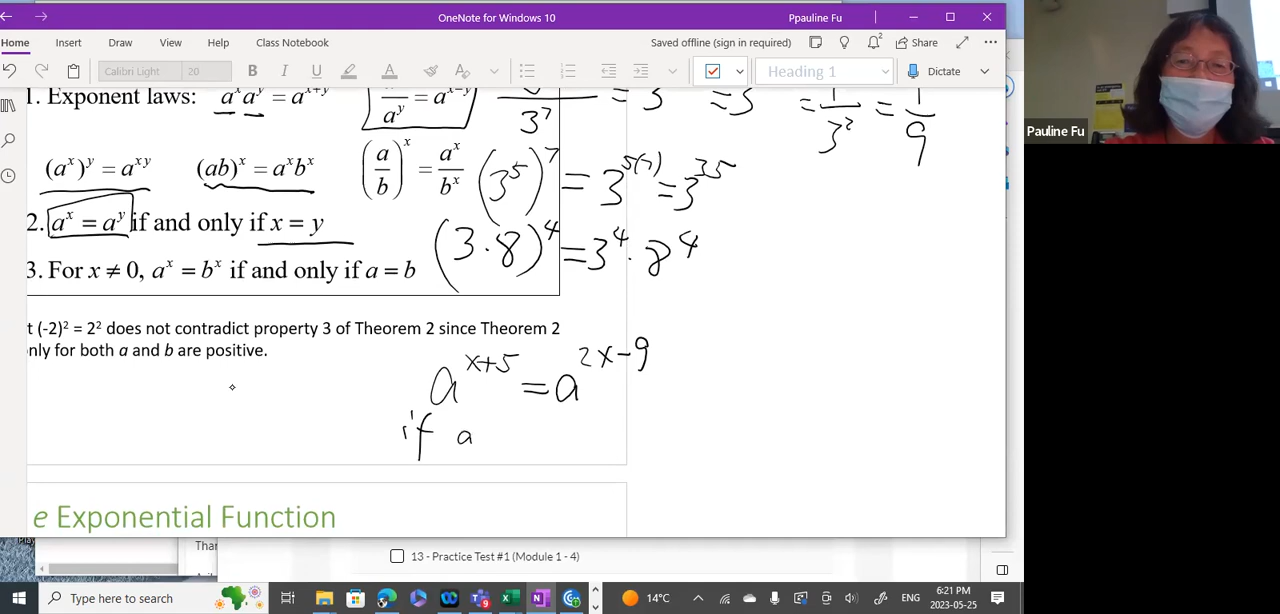 OneNote for Windows 10
Ppauline Fu
Home Insert Draw View Help Class Notebook
Saved offline (sign in required)
Share
Calibri Light 20
B I U A
Heading 1
Dictate
1. Exponent laws: a^x a^y = a^{x+y}
a^y = a^{x-y}
3^7 = 3 = 3 = 1/3^2 = 1/9
(a^x)^y = a^{xy} (ab)^x = a^x b^x (a/b)^x = a^x/b^x
(3^5)^7 = 3^{5(7)} = 3^{35}
2. a^x = a^y if and only if x = y
(3·8)^4 = 3^4 · 8^4
3. For x ≠ 0, a^x = b^x if and only if a = b
t (-2)² = 2² does not contradict property 3 of Theorem 2 since Theorem 2
nly for both a and b are positive.
a^{x+5} = a^{2x-9}
if a
e Exponential Function
13 - Practice Test #1 (Module 1 - 4)
Type here to search
14°C
ENG
6:21 PM
2023-05-25
Pauline Fu